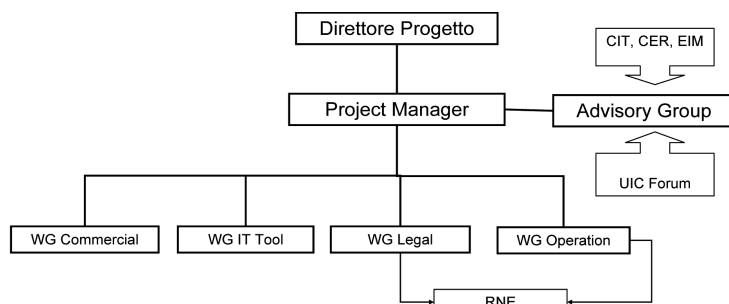 Direttore Progetto
CIT, CER, EIM
Project Manager
Advisory Group
UIC Forum
WG Commercial
WG IT Tool
WG Legal
WG Operation
RNE